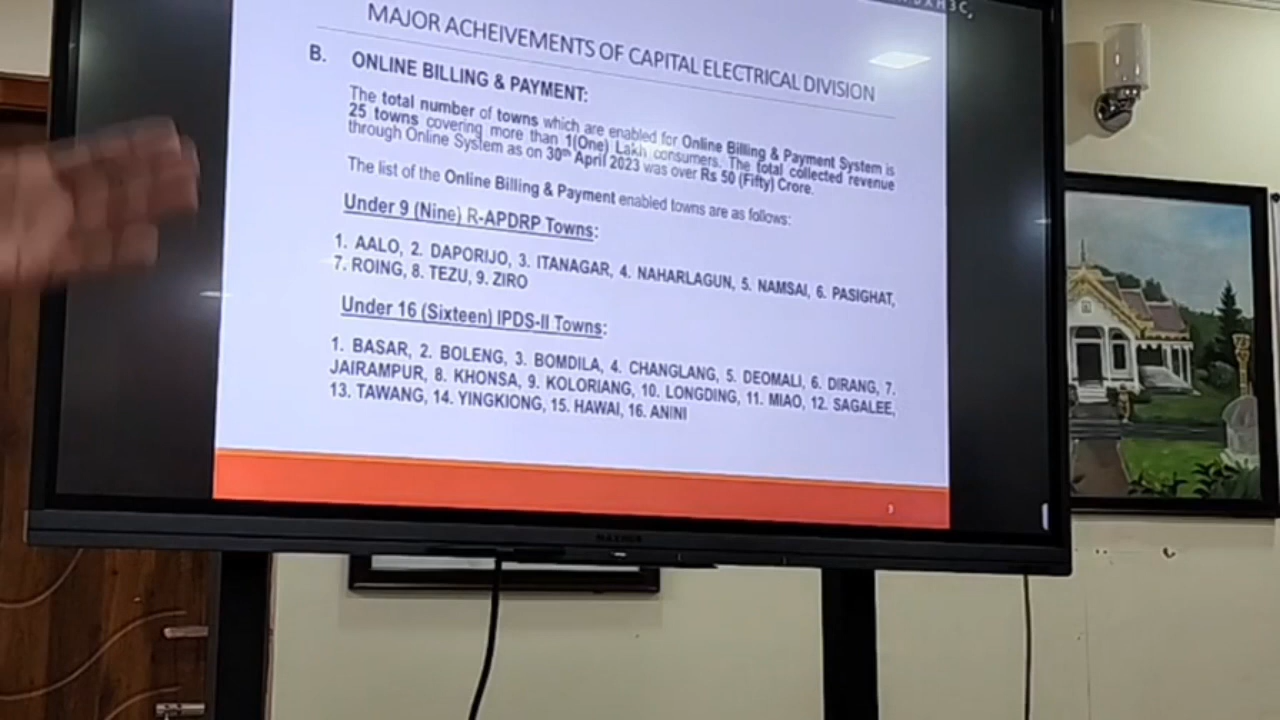 MAJOR ACHEIVEMENTS OF CAPITAL ELECTRICAL DIVISION
B. ONLINE BILLING & PAYMENT:
The total number of towns which are enabled for Online Billing & Payment System is
25 towns covering more than 1(One) Lakh consumers. The total collected revenue
through Online System as on 30th April 2023 was over Rs 50 (Fifty) Crore.
The list of the Online Billing & Payment enabled towns are as follows:
Under 9 (Nine) R-APDRP Towns:
1. AALO, 2. DAPORIJO, 3. ITANAGAR, 4. NAHARLAGUN, 5. NAMSAI, 6. PASIGHAT,
7. ROING, 8. TEZU, 9. ZIRO
Under 16 (Sixteen) IPDS-II Towns:
1. BASAR, 2. BOLENG, 3. BOMDILA, 4. CHANGLANG, 5. DEOMALI, 6. DIRANG, 7.
JAIRAMPUR, 8. KHONSA, 9. KOLORIANG, 10. LONGDING, 11. MIAO, 12. SAGALEE,
13. TAWANG, 14. YINGKIONG, 15. HAWAI, 16. ANINI
3